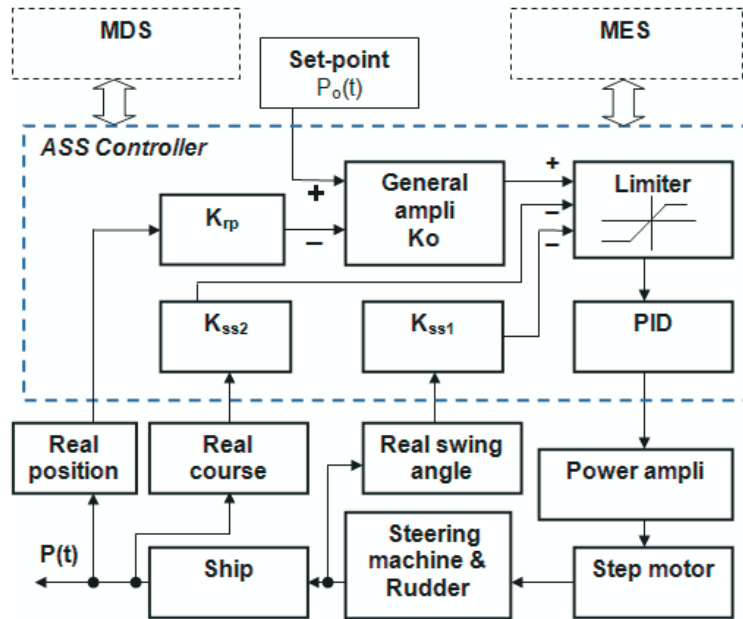 MDS
MES
Set-point
Pₒ(t)
ASS Controller
+
–
General
ampli
Ko
+
–
–
Limiter
Kᵣₚ
Kₛₛ₂
Kₛₛ₁
PID
Real
position
Real
course
Real swing
angle
Power ampli
P(t)
Ship
Steering
machine &
Rudder
Step motor